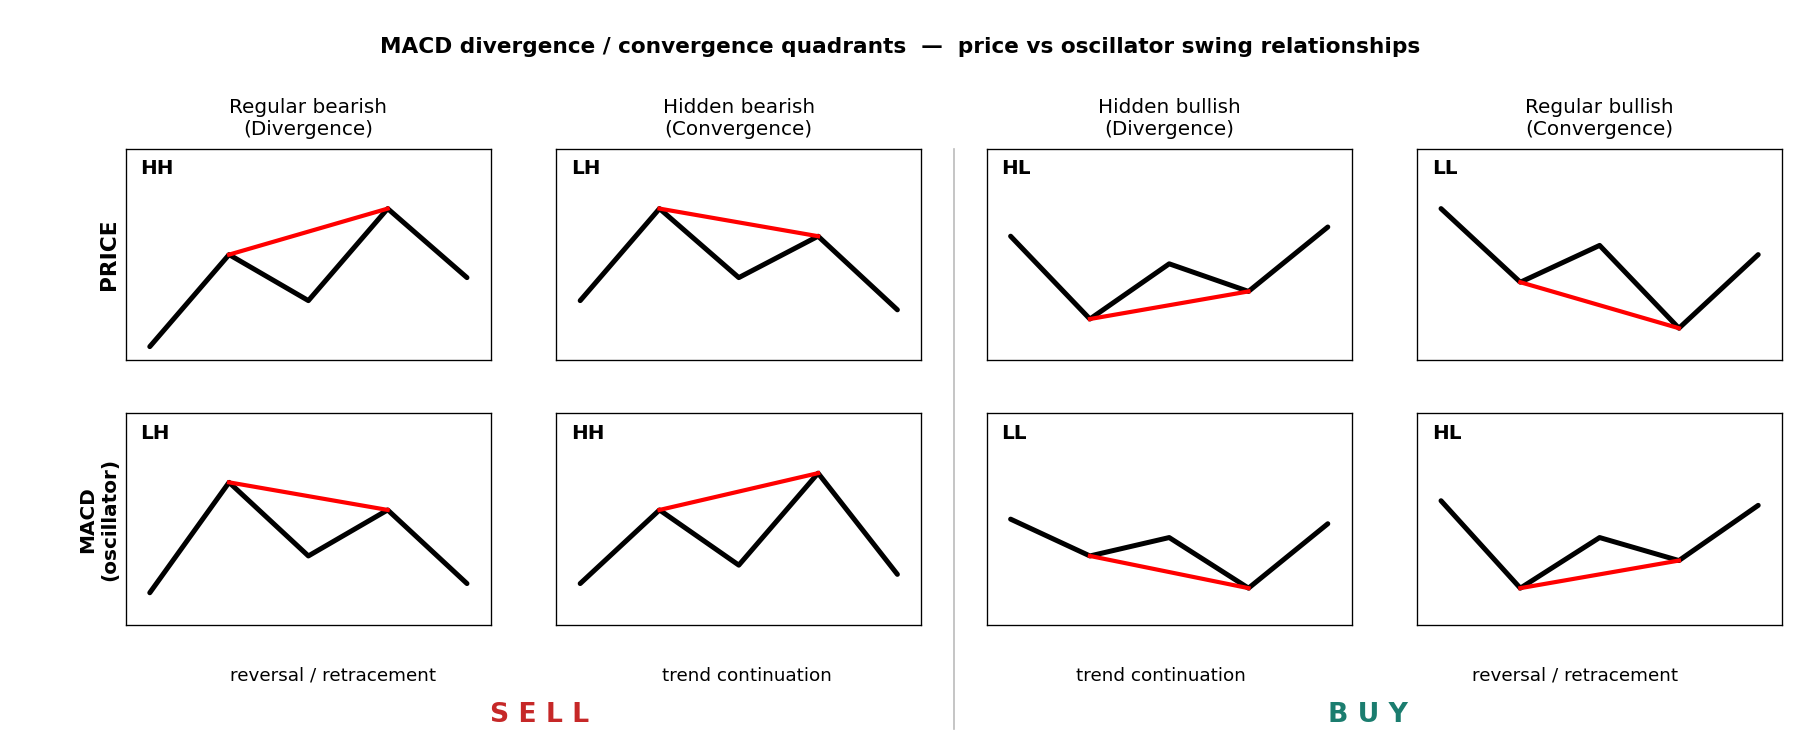 MACD divergence / convergence quadrants — price vs oscillator swing relationships
Regular bearish
(Divergence)
Hidden bearish
(Convergence)
Hidden bullish
(Divergence)
Regular bullish
(Convergence)
PRICE
HH
LH
HL
LL
MACD
(oscillator)
LH
HH
LL
HL
reversal / retracement
trend continuation
trend continuation
reversal / retracement
SELL
BUY